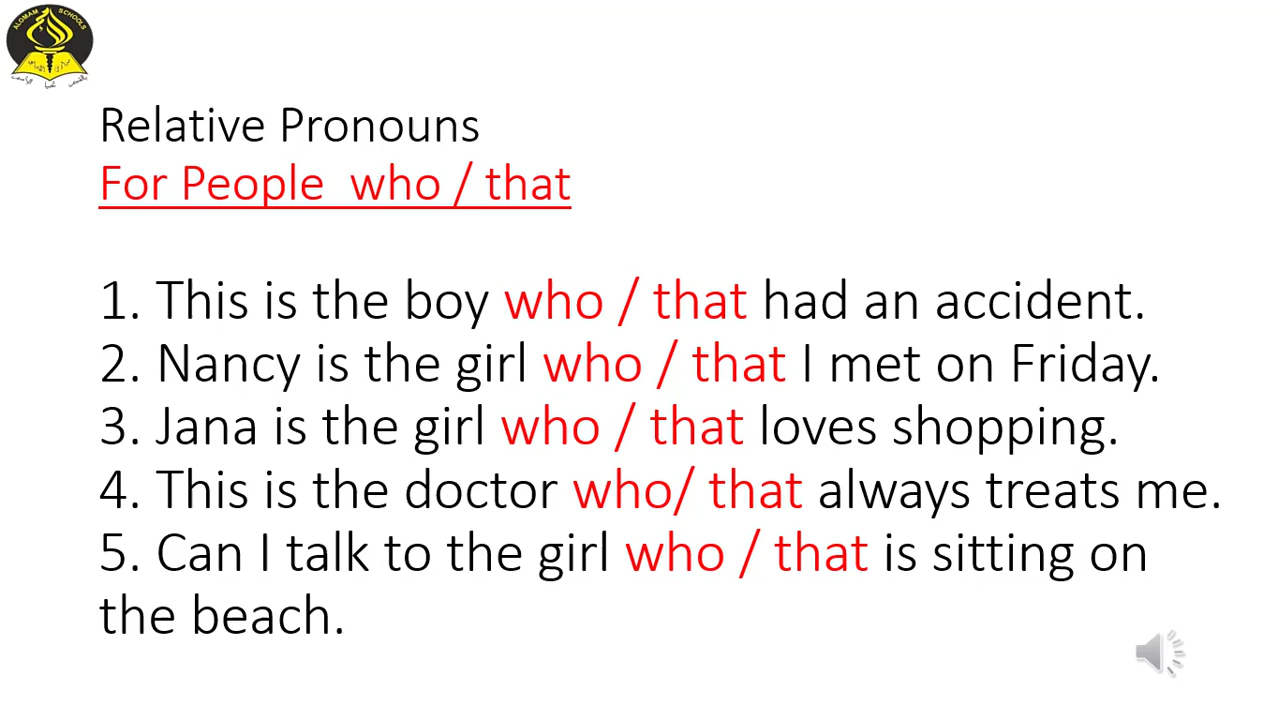 ALOMAM SCHOOLS
Relative Pronouns
For People  who / that
1. This is the boy who / that had an accident.
2. Nancy is the girl who / that I met on Friday.
3. Jana is the girl who / that loves shopping.
4. This is the doctor who/ that always treats me.
5. Can I talk to the girl who / that is sitting on
the beach.